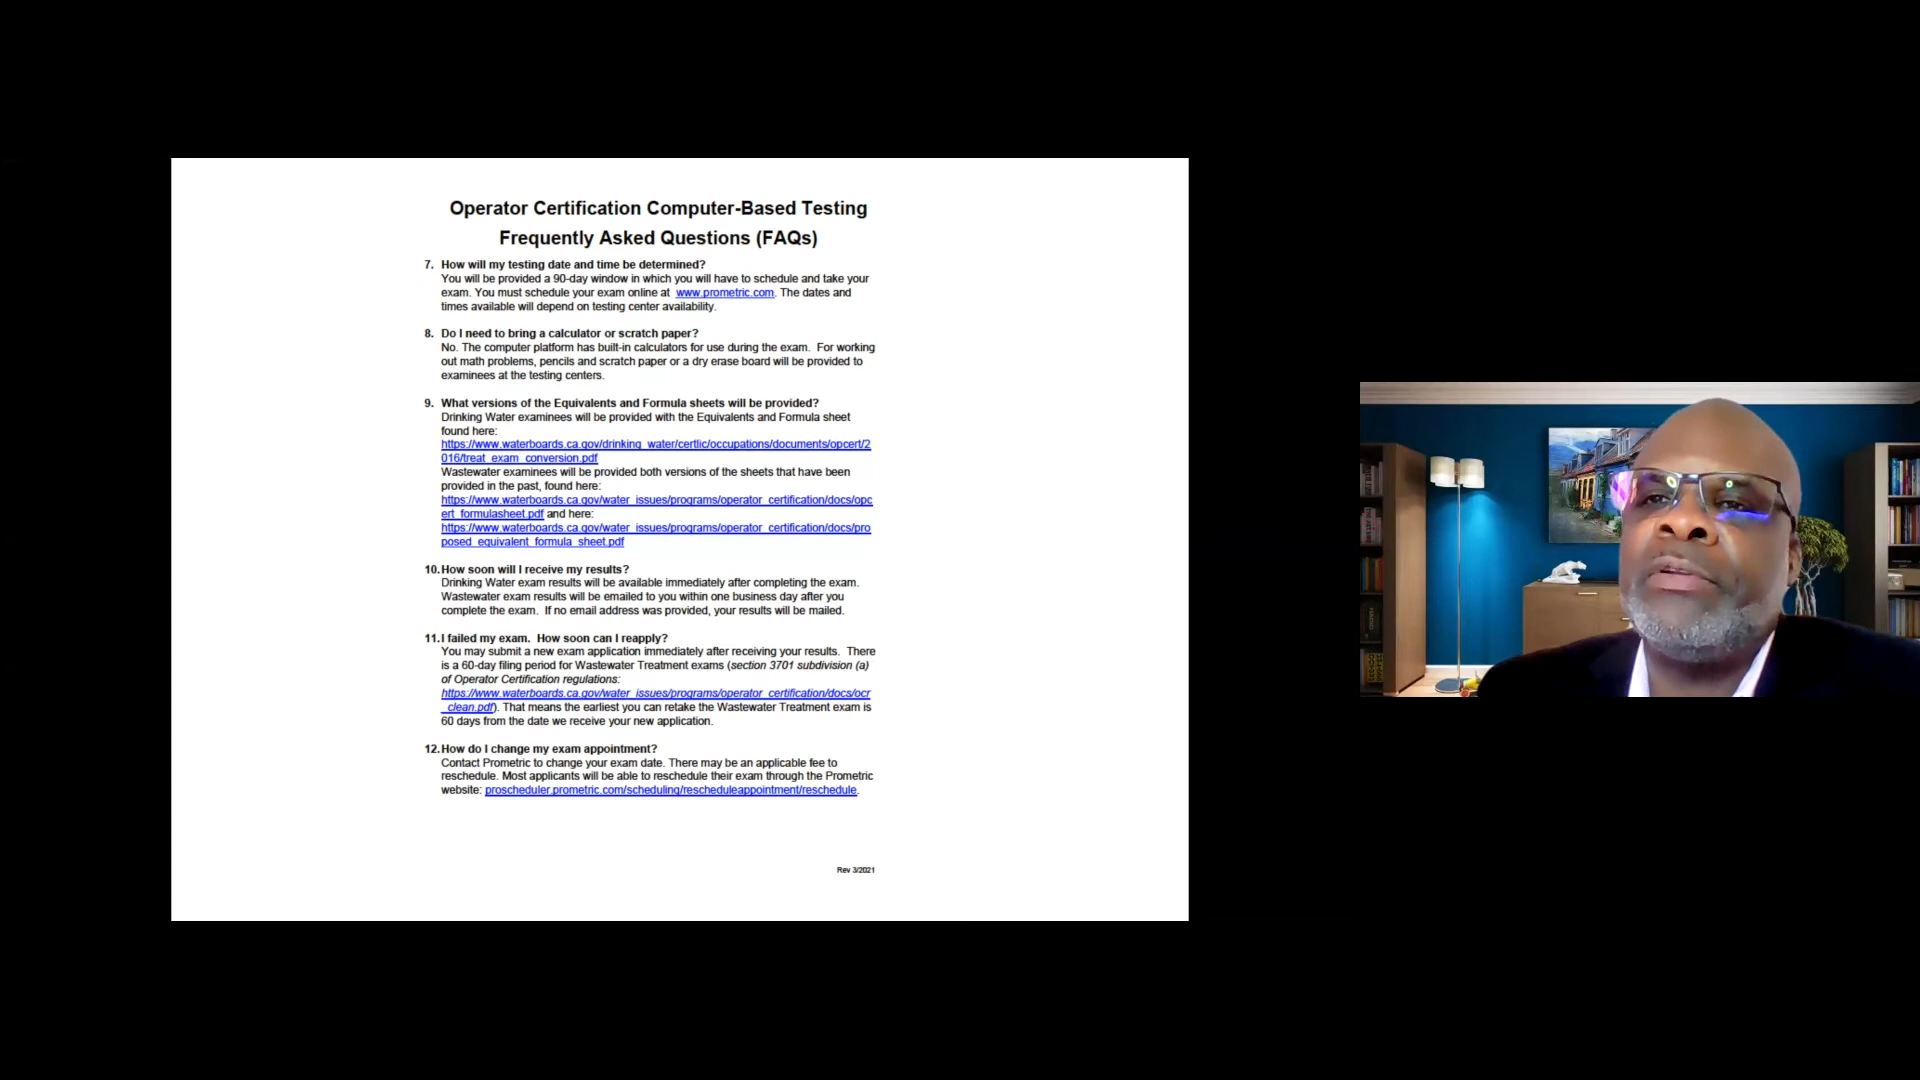 Operator Certification Computer-Based Testing
Frequently Asked Questions (FAQs)
7. How will my testing date and time be determined?
You will be provided a 90-day window in which you will have to schedule and take your
exam. You must schedule your exam online at www.prometric.com. The dates and
times available will depend on testing center availability.
8. Do I need to bring a calculator or scratch paper?
No. The computer platform has built-in calculators for use during the exam. For working
out math problems, pencils and scratch paper or a dry erase board will be provided to
examinees at the testing centers.
9. What versions of the Equivalents and Formula sheets will be provided?
Drinking Water examinees will be provided with the Equivalents and Formula sheet
found here:
https://www.waterboards.ca.gov/drinking_water/certlic/occupations/documents/opcert/2
016/treat_exam_conversion.pdf
Wastewater examinees will be provided both versions of the sheets that have been
provided in the past, found here:
https://www.waterboards.ca.gov/water_issues/programs/operator_certification/docs/opc
ert_formulasheet.pdf and here:
https://www.waterboards.ca.gov/water_issues/programs/operator_certification/docs/pro
posed_equivalent_formula_sheet.pdf
10. How soon will I receive my results?
Drinking Water exam results will be available immediately after completing the exam.
Wastewater exam results will be emailed to you within one business day after you
complete the exam. If no email address was provided, your results will be mailed.
11. I failed my exam. How soon can I reapply?
You may submit a new exam application immediately after receiving your results. There
is a 60-day filing period for Wastewater Treatment exams (section 3701 subdivision (a)
of Operator Certification regulations:
https://www.waterboards.ca.gov/water_issues/programs/operator_certification/docs/ocr
_clean.pdf). That means the earliest you can retake the Wastewater Treatment exam is
60 days from the date we receive your new application.
12. How do I change my exam appointment?
Contact Prometric to change your exam date. There may be an applicable fee to
reschedule. Most applicants will be able to reschedule their exam through the Prometric
website: proscheduler.prometric.com/scheduling/rescheduleappointment/reschedule.
Rev 3/2021